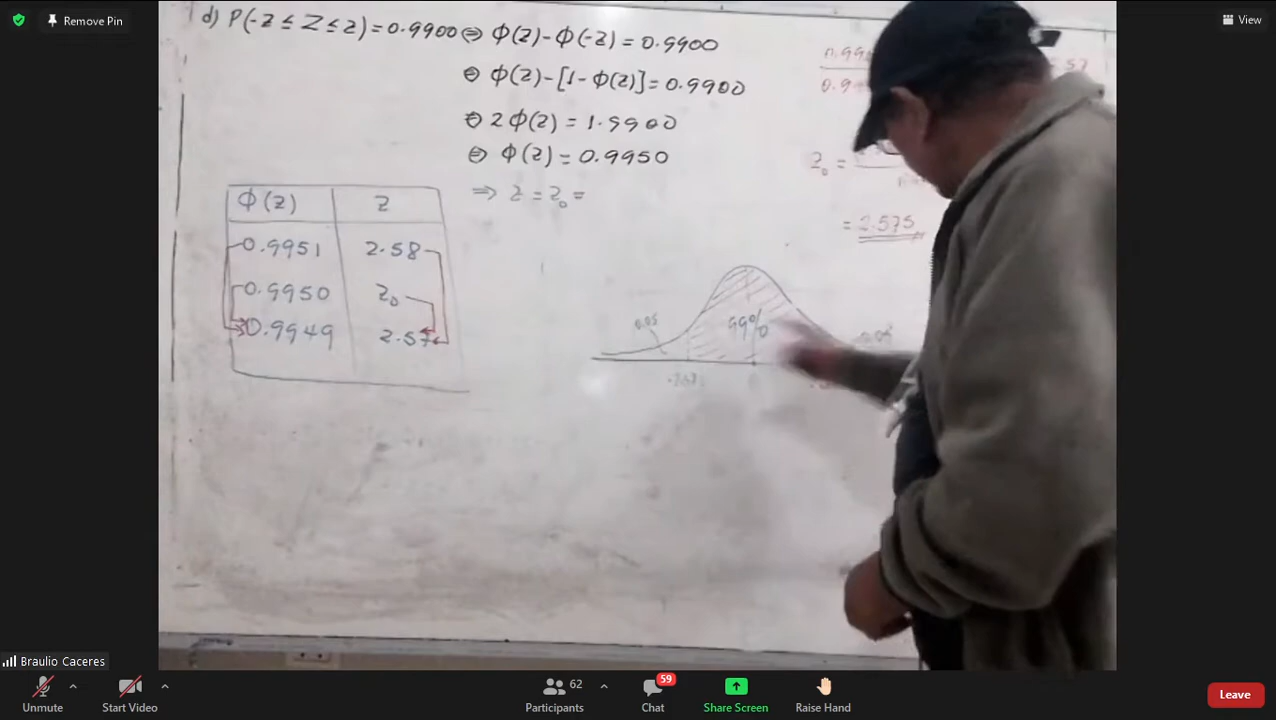 Remove Pin
View
d) P(-z ≤ Z ≤ z) = 0.9900 ⇔ Φ(z) - Φ(-z) = 0.9900
⇔ Φ(z) - [1 - Φ(z)] = 0.9900
⇔ 2Φ(z) = 1.9900
⇔ Φ(z) = 0.9950
⇒ z = z₀ =
Φ(z) z
0.9951 2.58
0.9950 z₀
0.9949 2.57
z₀ =
= 2.575
99%
Braulio Caceres
Unmute
Start Video
62
Participants
59
Chat
Share Screen
Raise Hand
Leave